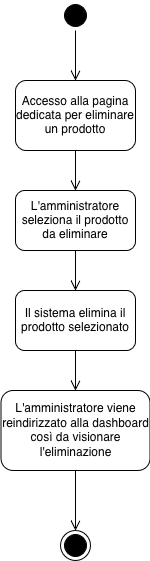 Accesso alla pagina
dedicata per eliminare
un prodotto
L'amministratore
seleziona il prodotto
da eliminare
Il sistema elimina il
prodotto selezionato
L'amministratore viene
reindirizzato alla dashboard
così da visionare
l'eliminazione